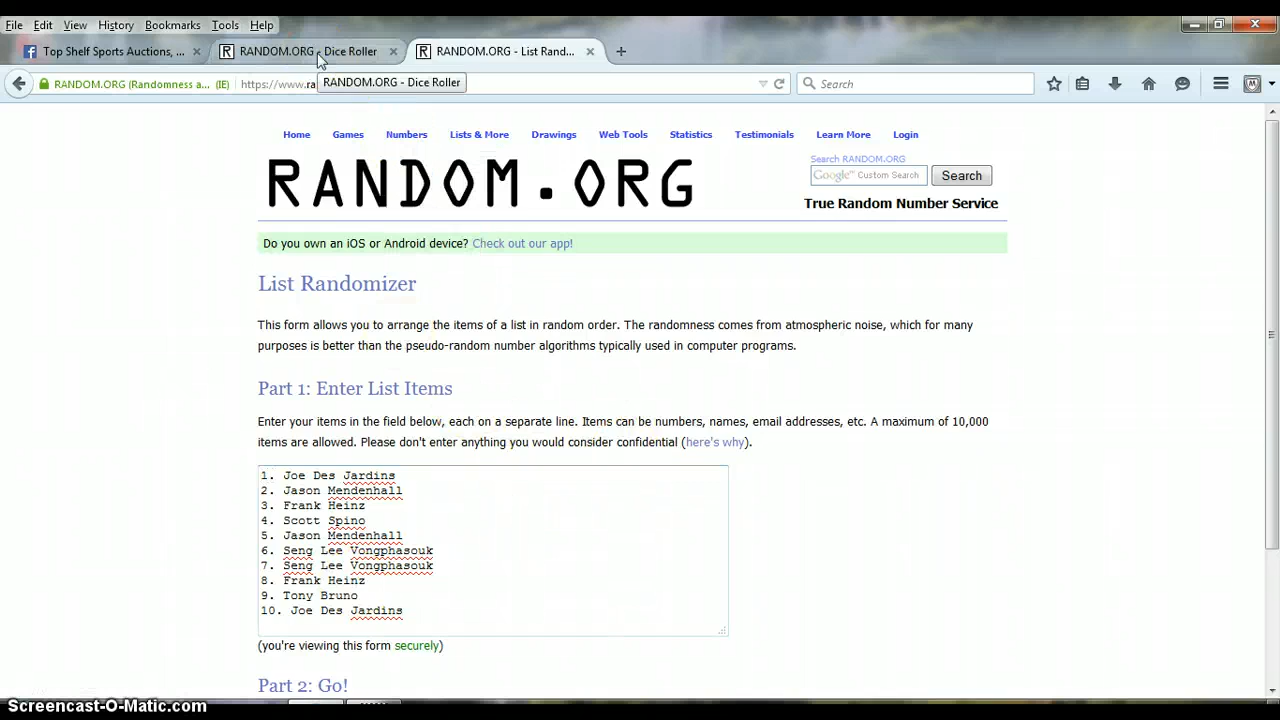 File Edit View History Bookmarks Tools Help
Top Shelf Sports Auctions, ... RANDOM.ORG - Dice Roller RANDOM.ORG - List Rand...
RANDOM.ORG (Randomness a... (IE) https://www.ra Search
RANDOM.ORG - Dice Roller
Home Games Numbers Lists & More Drawings Web Tools Statistics Testimonials Learn More Login
RANDOM.ORG
Search RANDOM.ORG
Google™ Custom Search Search
True Random Number Service
Do you own an iOS or Android device? Check out our app!
List Randomizer
This form allows you to arrange the items of a list in random order. The randomness comes from atmospheric noise, which for many
purposes is better than the pseudo-random number algorithms typically used in computer programs.
Part 1: Enter List Items
Enter your items in the field below, each on a separate line. Items can be numbers, names, email addresses, etc. A maximum of 10,000
items are allowed. Please don't enter anything you would consider confidential (here's why).
1. Joe Des Jardins
2. Jason Mendenhall
3. Frank Heinz
4. Scott Spino
5. Jason Mendenhall
6. Seng Lee Vongphasouk
7. Seng Lee Vongphasouk
8. Frank Heinz
9. Tony Bruno
10. Joe Des Jardins
(you're viewing this form securely)
Part 2: Go!
Screencast-O-Matic.com